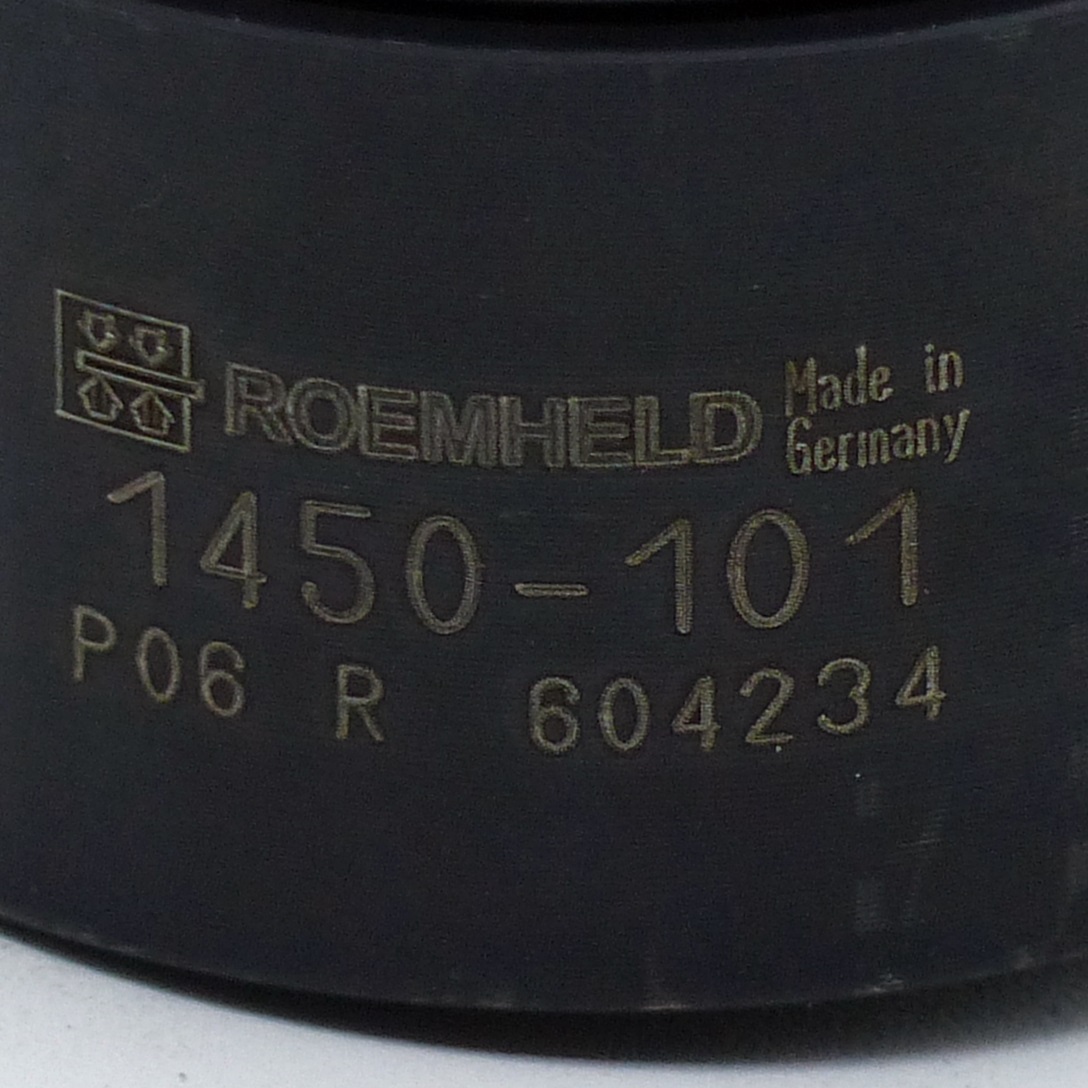 ROEMHELD Made in
Germany
1450-101
P06 R 604234